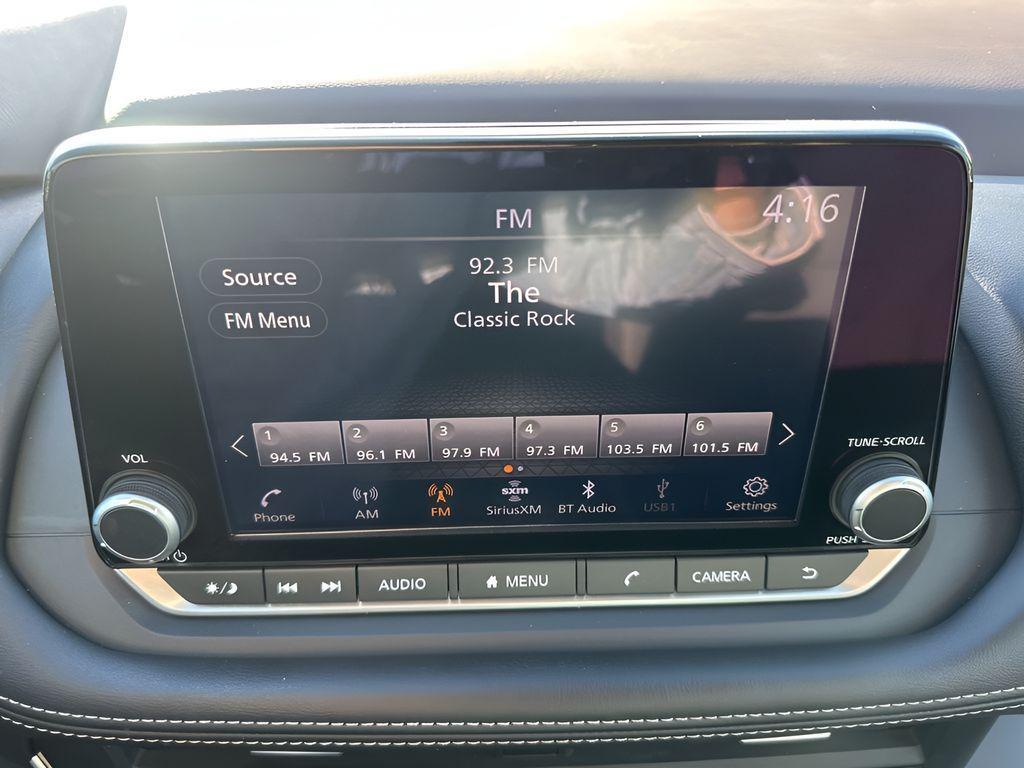 FM
4:16
92.3 FM
Source
The
FM Menu
Classic Rock
1 2 3 4 5 6
94.5 FM 96.1 FM 97.9 FM 97.3 FM 103.5 FM 101.5 FM
VOL
TUNE·SCROLL
Phone AM FM sxm SiriusXM BT Audio USB1 Settings
PUSH
AUDIO MENU CAMERA